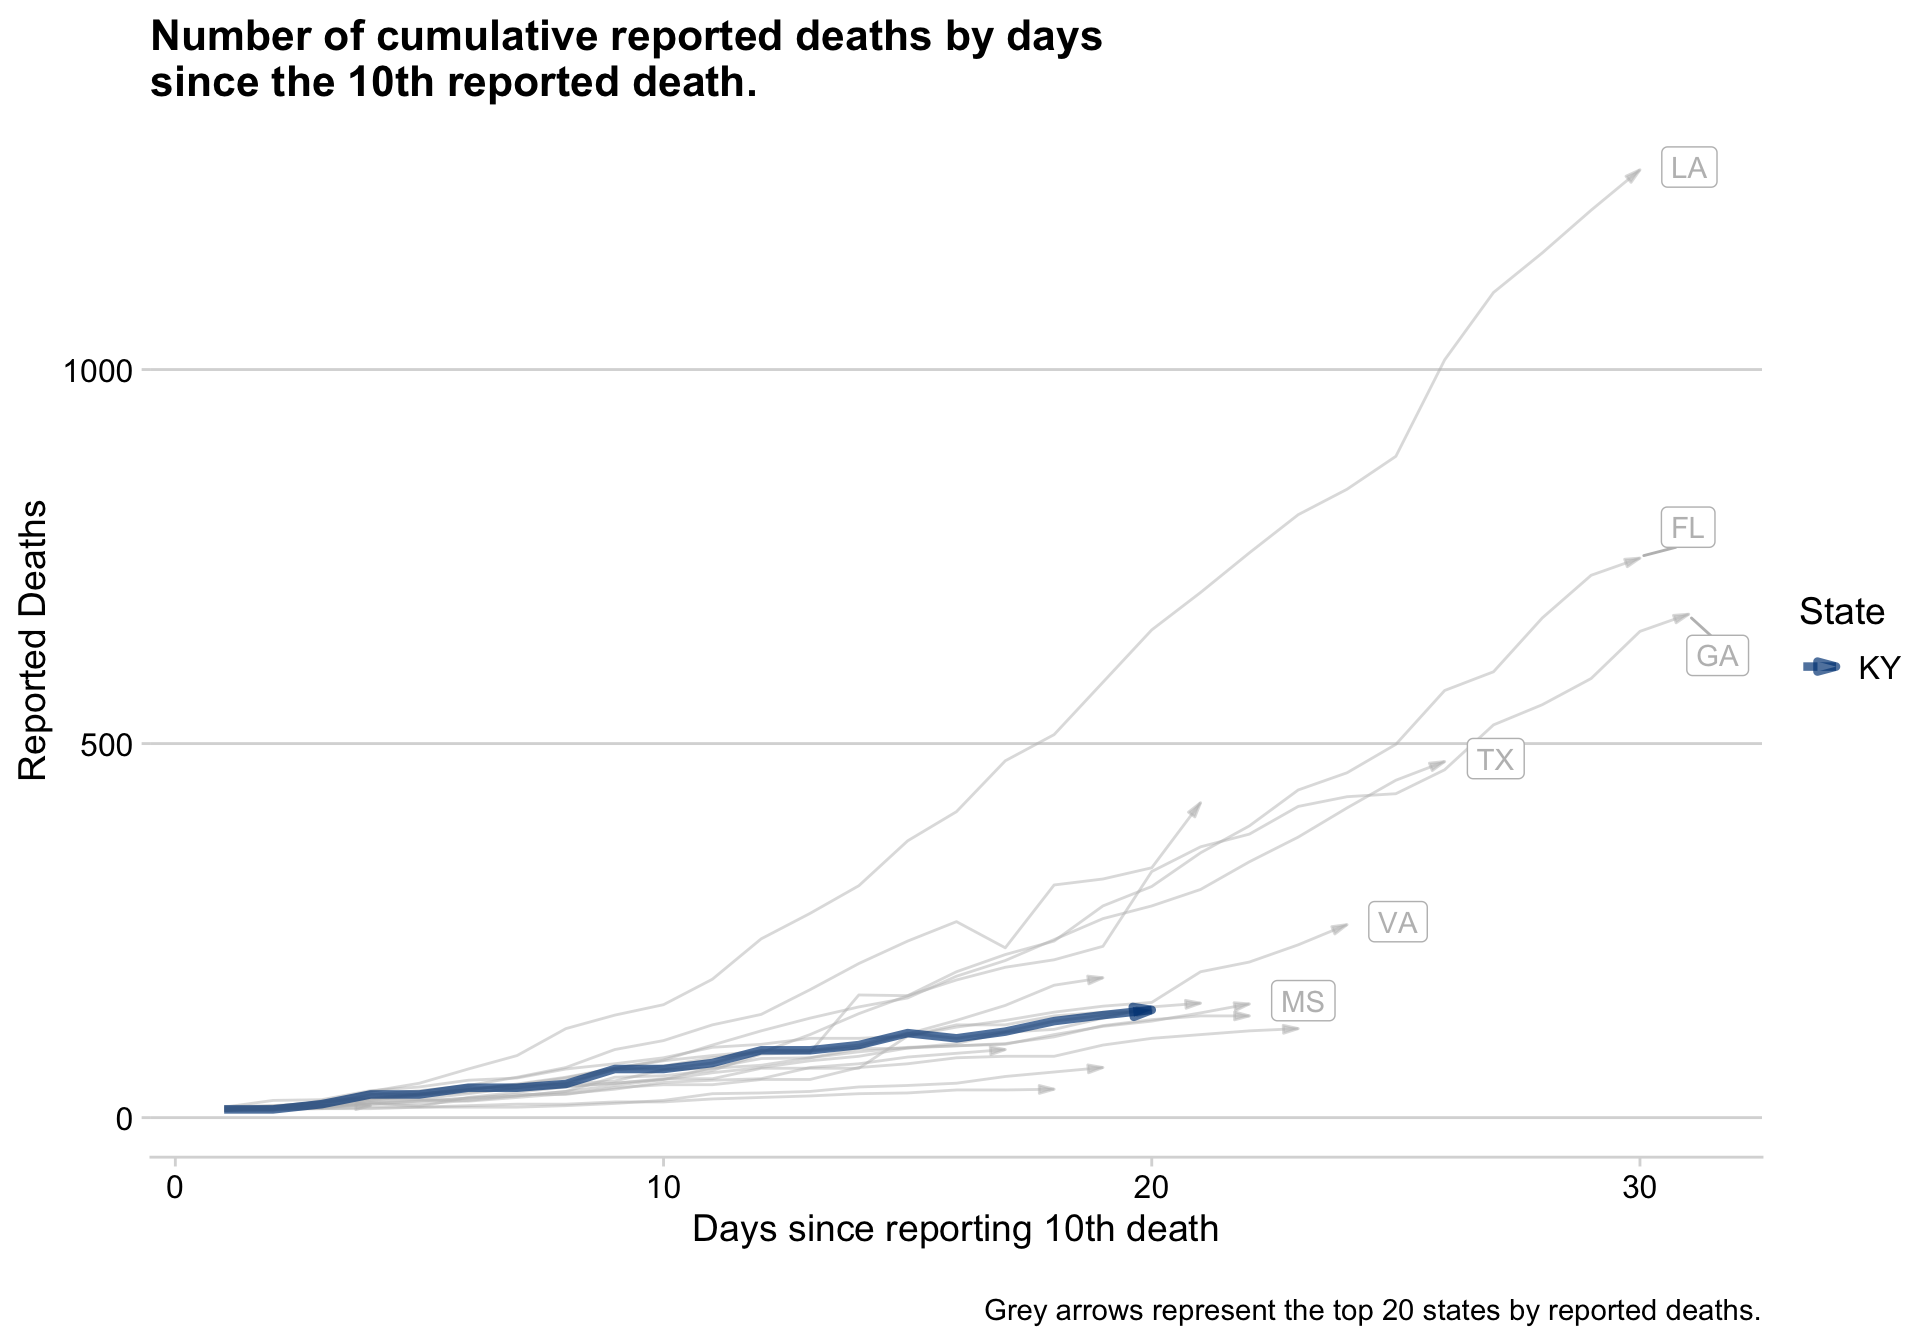 Number of cumulative reported deaths by days
since the 10th reported death.
LA
1000
FL
State
KY
GA
Reported Deaths
500
TX
VA
MS
0
0 10 20 30
Days since reporting 10th death
Grey arrows represent the top 20 states by reported deaths.